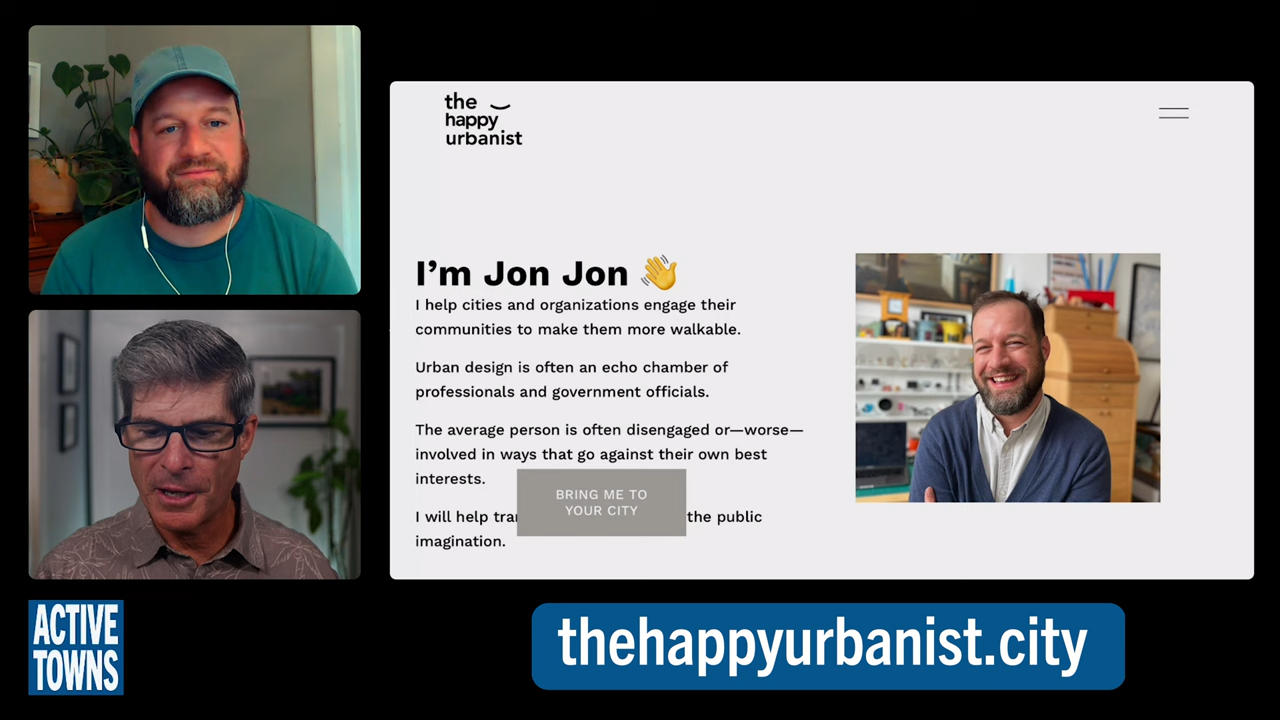 the
happy
urbanist
I’m Jon Jon 👋
I help cities and organizations engage their
communities to make them more walkable.
Urban design is often an echo chamber of
professionals and government officials.
The average person is often disengaged or—worse—
involved in ways that go against their own best
interests.
BRING ME TO
YOUR CITY
I will help the public
imagination.
ACTIVE
TOWNS
thehappyurbanist.city